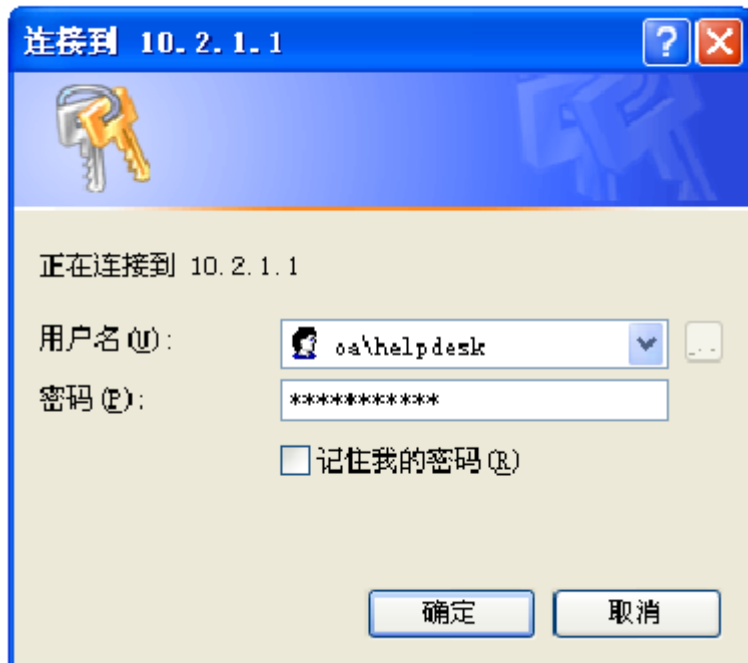 连接到 10.2.1.1
正在连接到 10.2.1.1
用户名(U):
oa\helpdesk
密码(P):
***********
记住我的密码(R)
确定
取消